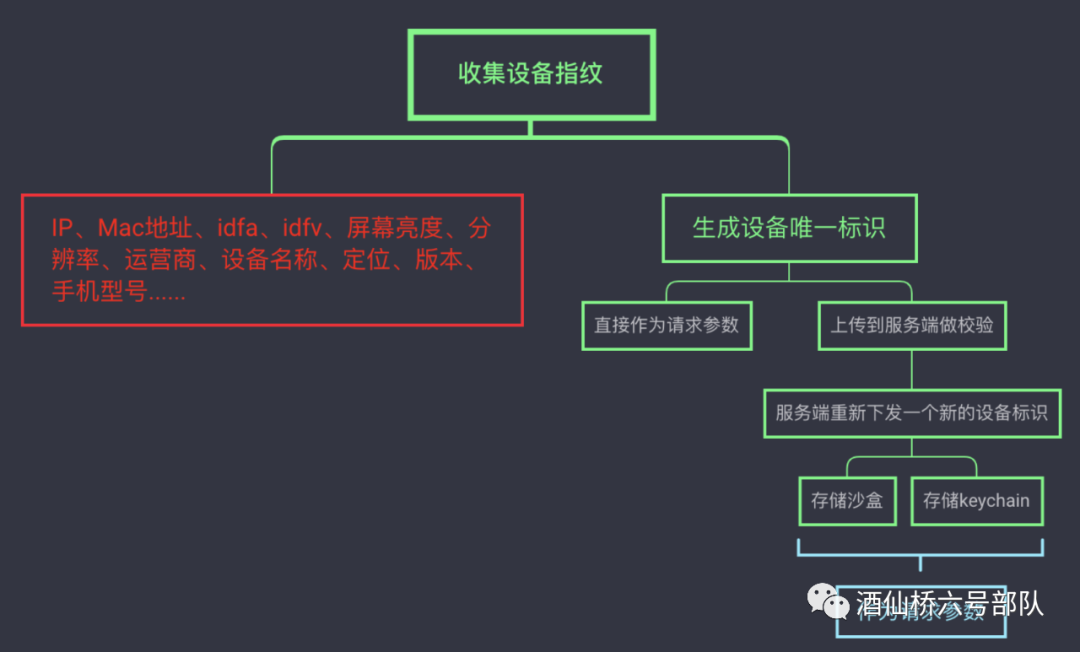 收集设备指纹
IP、Mac地址、idfa、idfv、屏幕亮度、分
辨率、运营商、设备名称、定位、版本、
手机型号......
生成设备唯一标识
直接作为请求参数
上传到服务端做校验
服务端重新下发一个新的设备标识
存储沙盒
存储keychain
作为请求参数
酒仙桥六号部队